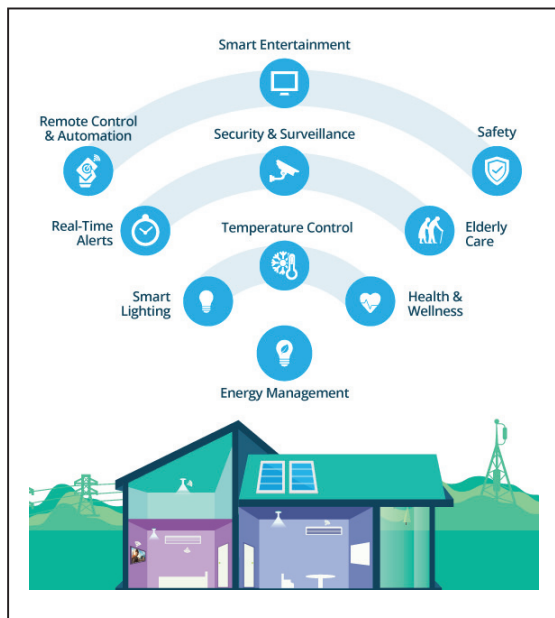 Smart Entertainment
Remote Control
& Automation
Security & Surveillance
Safety
Real-Time
Alerts
Temperature Control
Elderly
Care
Smart
Lighting
Health &
Wellness
Energy Management